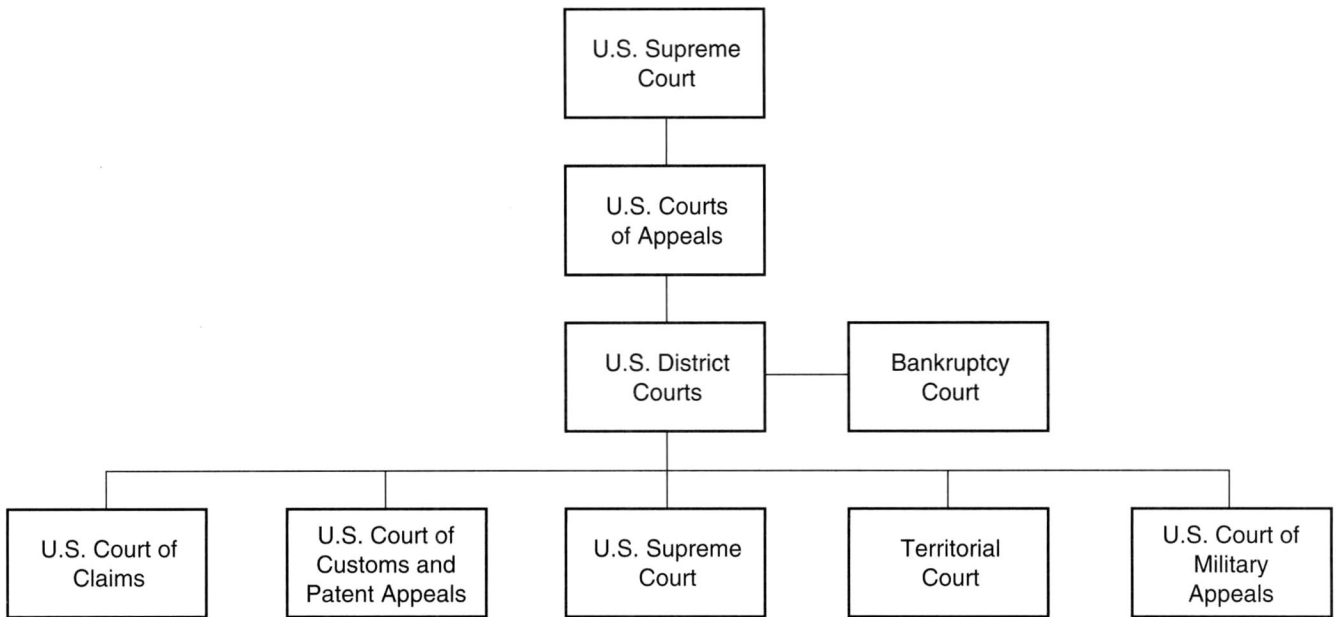 U.S. Supreme
Court
U.S. Courts
of Appeals
U.S. District
Courts
Bankruptcy
Court
U.S. Court of
Claims
U.S. Court of
Customs and
Patent Appeals
U.S. Supreme
Court
Territorial
Court
U.S. Court of
Military
Appeals